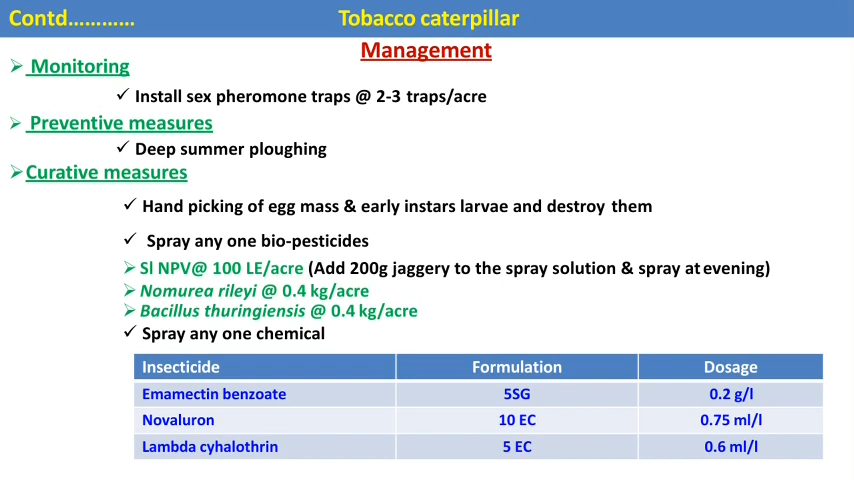 Contd………… Tobacco caterpillar
Management
➢ Monitoring
✓ Install sex pheromone traps @ 2-3 traps/acre
➢ Preventive measures
✓ Deep summer ploughing
➢ Curative measures
✓ Hand picking of egg mass & early instars larvae and destroy them
✓ Spray any one bio-pesticides
➢ Sl NPV@ 100 LE/acre (Add 200g jaggery to the spray solution & spray at evening)
➢ Nomurea rileyi @ 0.4 kg/acre
➢ Bacillus thuringiensis @ 0.4 kg/acre
✓ Spray any one chemical
Insecticide Formulation Dosage
Emamectin benzoate 5SG 0.2 g/l
Novaluron 10 EC 0.75 ml/l
Lambda cyhalothrin 5 EC 0.6 ml/l